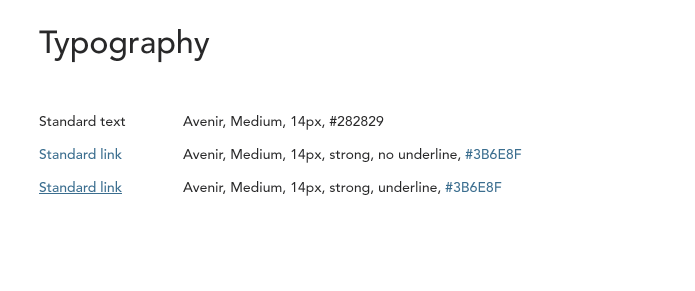 Typography
Standard text Avenir, Medium, 14px, #282829
Standard link Avenir, Medium, 14px, strong, no underline, #3B6E8F
Standard link Avenir, Medium, 14px, strong, underline, #3B6E8F